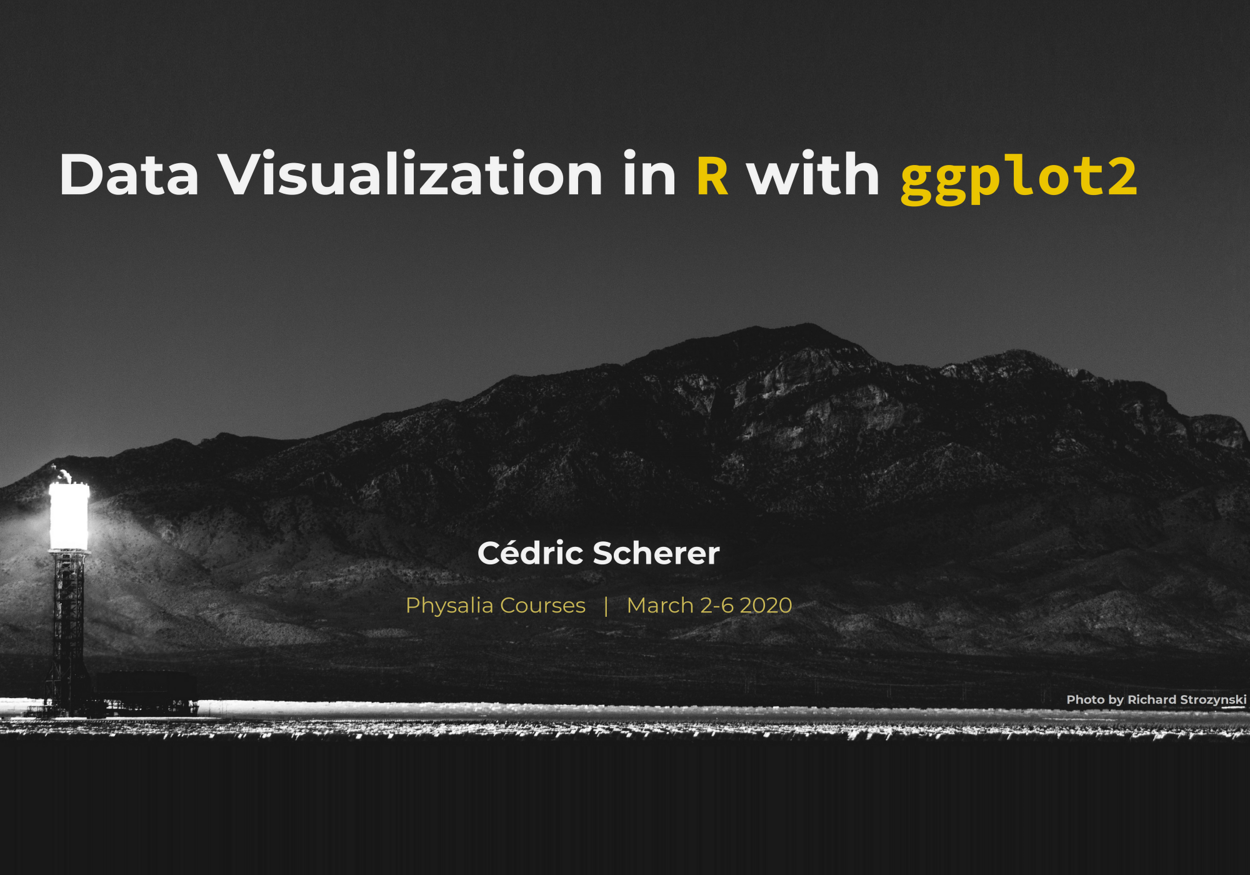 Data Visualization in R with ggplot2
Cédric Scherer
Physalia Courses | March 2-6 2020
Photo by Richard Strozynski